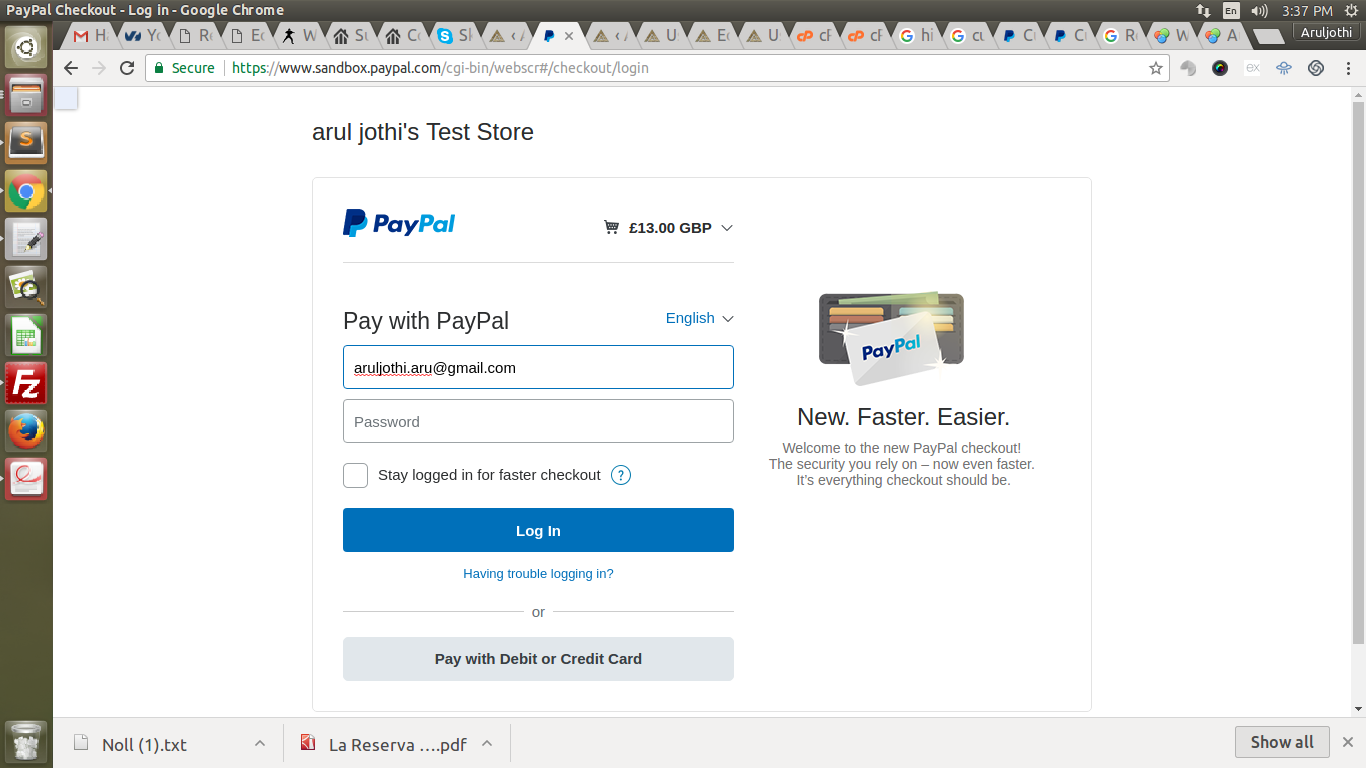 PayPal Checkout - Log in - Google Chrome
En
3:37 PM
Aruljothi
Secure
https://www.sandbox.paypal.com/cgi-bin/webscr#/checkout/login
arul jothi's Test Store
PayPal
£13.00 GBP
Pay with PayPal
English
aruljothi.aru@gmail.com
Password
Stay logged in for faster checkout
?
Log In
Having trouble logging in?
or
Pay with Debit or Credit Card
PayPal
New. Faster. Easier.
Welcome to the new PayPal checkout!
The security you rely on – now even faster.
It's everything checkout should be.
Noll (1).txt
La Reserva ....pdf
Show all